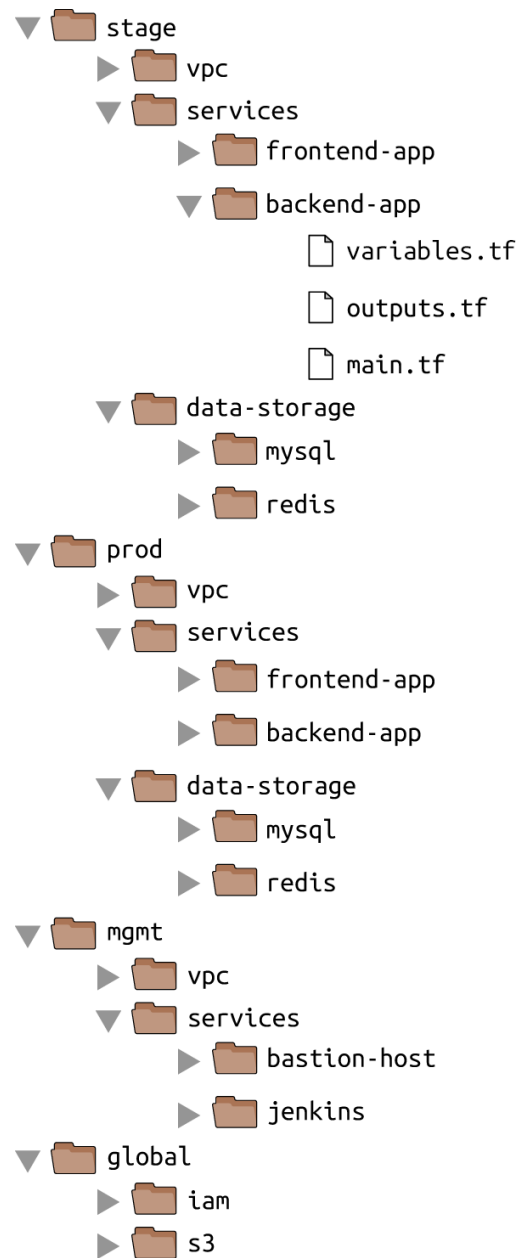 stage
vpc
services
frontend-app
backend-app
variables.tf
outputs.tf
main.tf
data-storage
mysql
redis
prod
vpc
services
frontend-app
backend-app
data-storage
mysql
redis
mgmt
vpc
services
bastion-host
jenkins
global
iam
s3